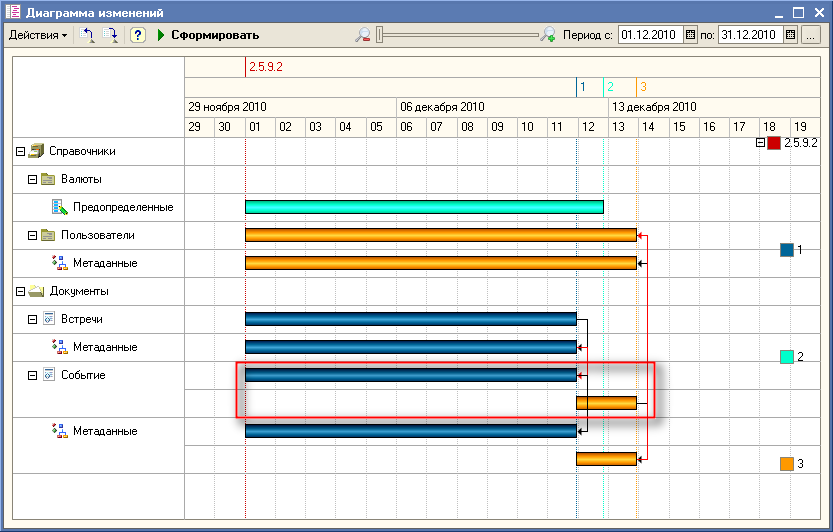 Диаграмма изменений
Действия Сформировать Период с: 01.12.2010 по: 31.12.2010 ...
2.5.9.2
1 2 3
29 ноября 2010 06 декабря 2010 13 декабря 2010
29 30 01 02 03 04 05 06 07 08 09 10 11 12 13 14 15 16 17 18 19
Справочники 2.5.9.2
Валюты
Предопределенные
Пользователи 1
Метаданные
Документы
Встречи
Метаданные 2
Событие
Метаданные
3